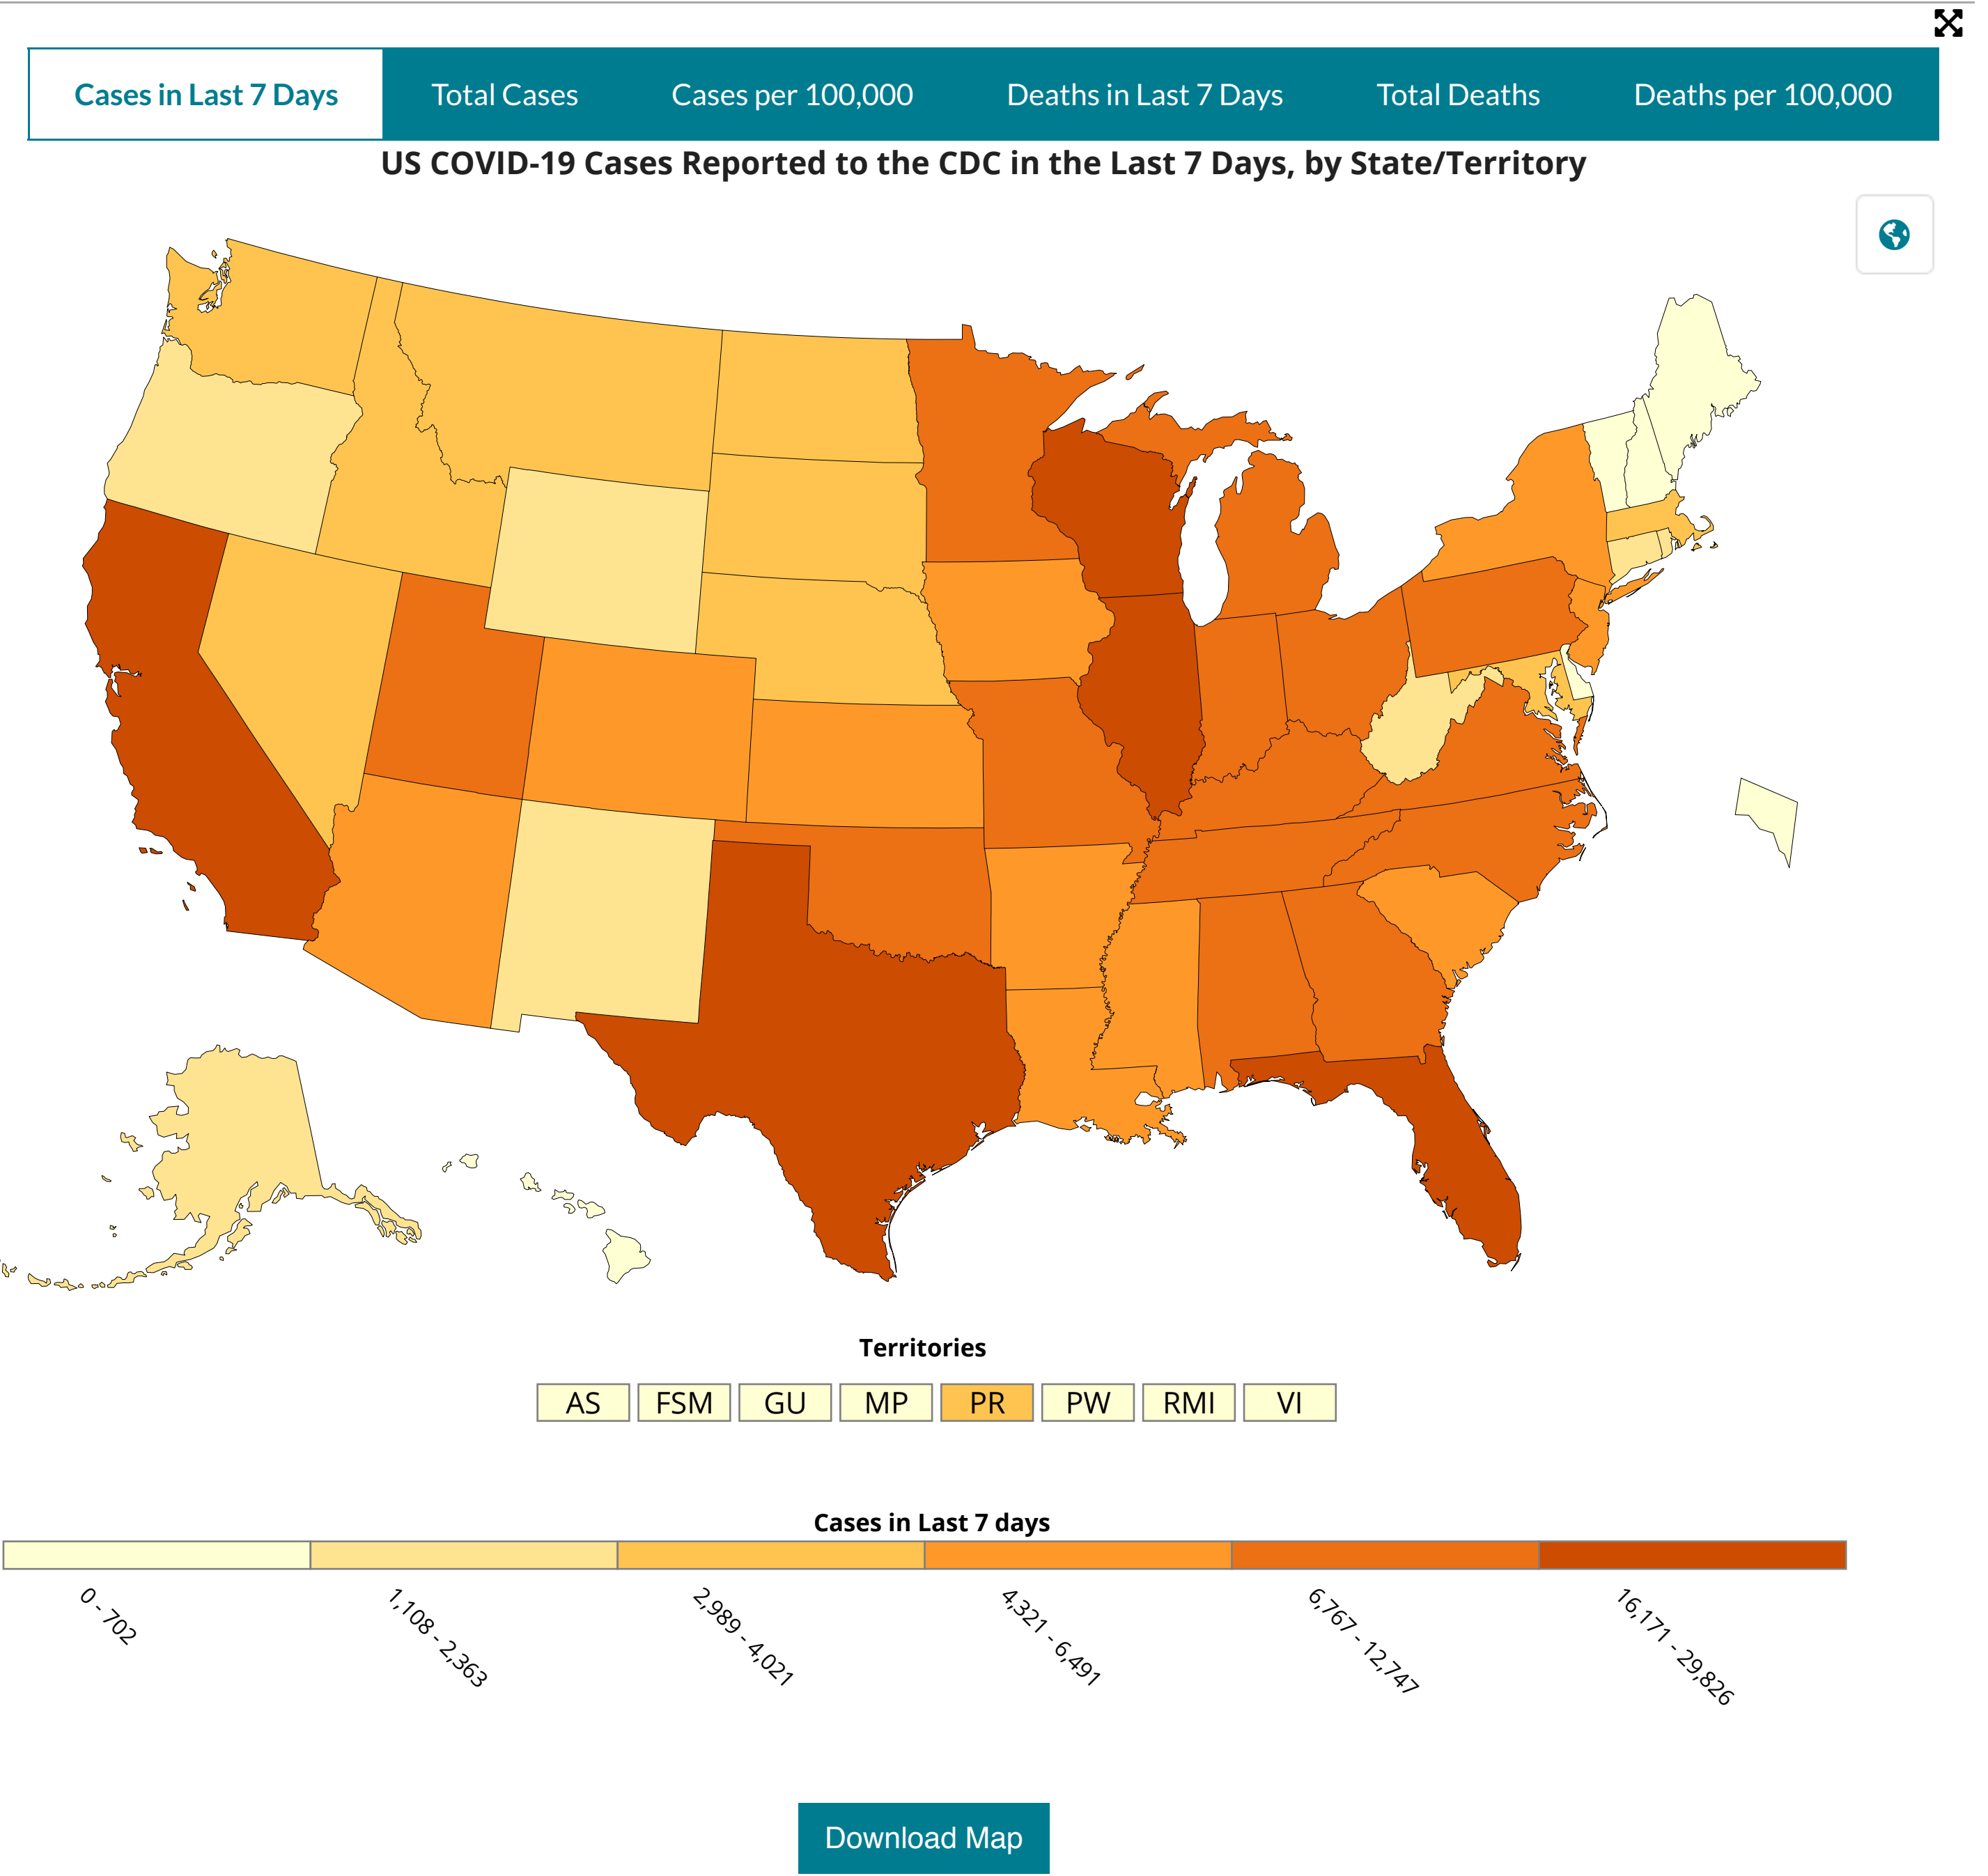 Cases in Last 7 Days Total Cases Cases per 100,000 Deaths in Last 7 Days Total Deaths Deaths per 100,000
US COVID-19 Cases Reported to the CDC in the Last 7 Days, by State/Territory
Territories
AS FSM GU MP PR PW RMI VI
Cases in Last 7 days
0 - 702
1,108 - 2,363
2,989 - 4,021
4,321 - 6,491
6,767 - 12,747
16,171 - 29,826
Download Map